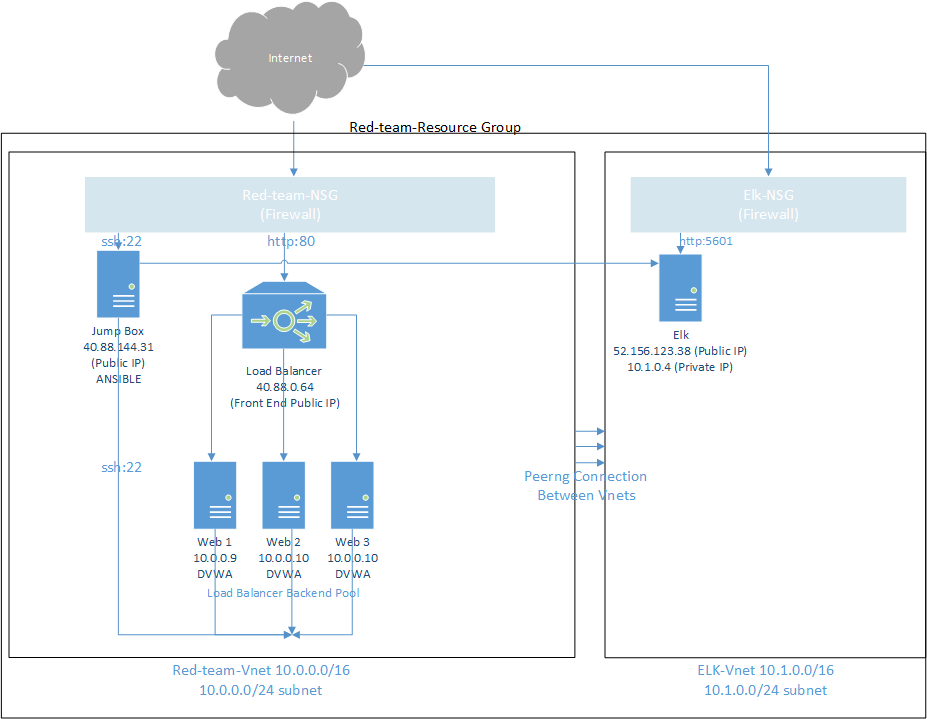 Internet
Red-team-Resource Group
Red-team-NSG
(Firewall)
Elk-NSG
(Firewall)
ssh:22
http:80
http:5601
Jump Box
40.88.144.31
(Public IP)
ANSIBLE
Load Balancer
40.88.0.64
(Front End Public IP)
Elk
52.156.123.38 (Public IP)
10.1.0.4 (Private IP)
ssh:22
Peerng Connection
Between Vnets
Web 1
10.0.0.9
DVWA
Web 2
10.0.0.10
DVWA
Web 3
10.0.0.10
DVWA
Load Balancer Backend Pool
Red-team-Vnet 10.0.0.0/16
10.0.0.0/24 subnet
ELK-Vnet 10.1.0.0/16
10.1.0.0/24 subnet